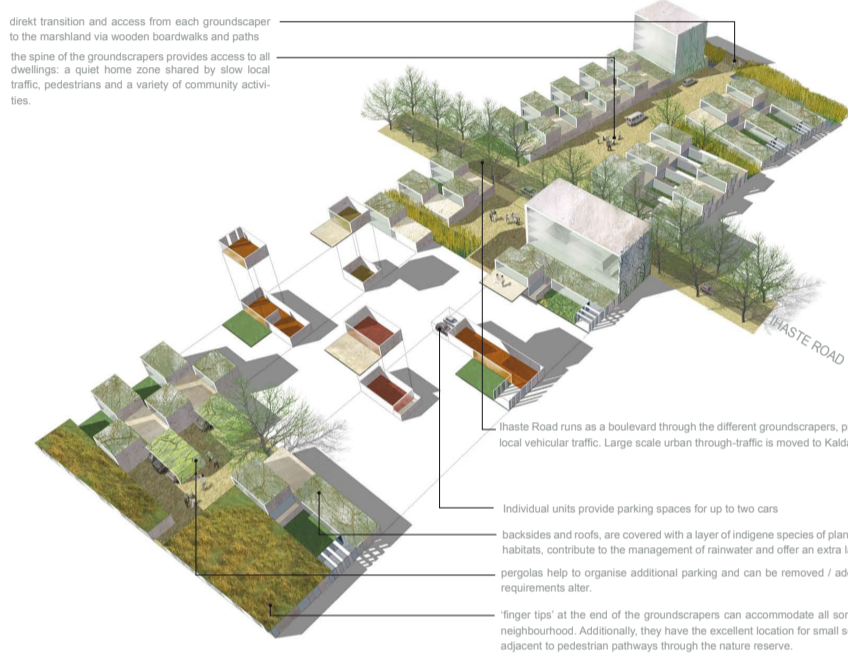 direkt transition and access from each groundscaper
to the marshland via wooden boardwalks and paths
the spine of the groundscrapers provides access to all
dwellings: a quiet home zone shared by slow local
traffic, pedestrians and a variety of community activi-
ties.
IHASTE ROAD
Ihaste Road runs as a boulevard through the different groundscrapers, p
local vehicular traffic. Large scale urban through-traffic is moved to Kalda
Individual units provide parking spaces for up to two cars
backsides and roofs, are covered with a layer of indigene species of plan
habitats, contribute to the management of rainwater and offer an extra la
pergolas help to organise additional parking and can be removed / ad
requirements alter.
'finger tips' at the end of the groundscrapers can accommodate all sor
neighbourhood. Additionally, they have the excellent location for small s
adjacent to pedestrian pathways through the nature reserve.